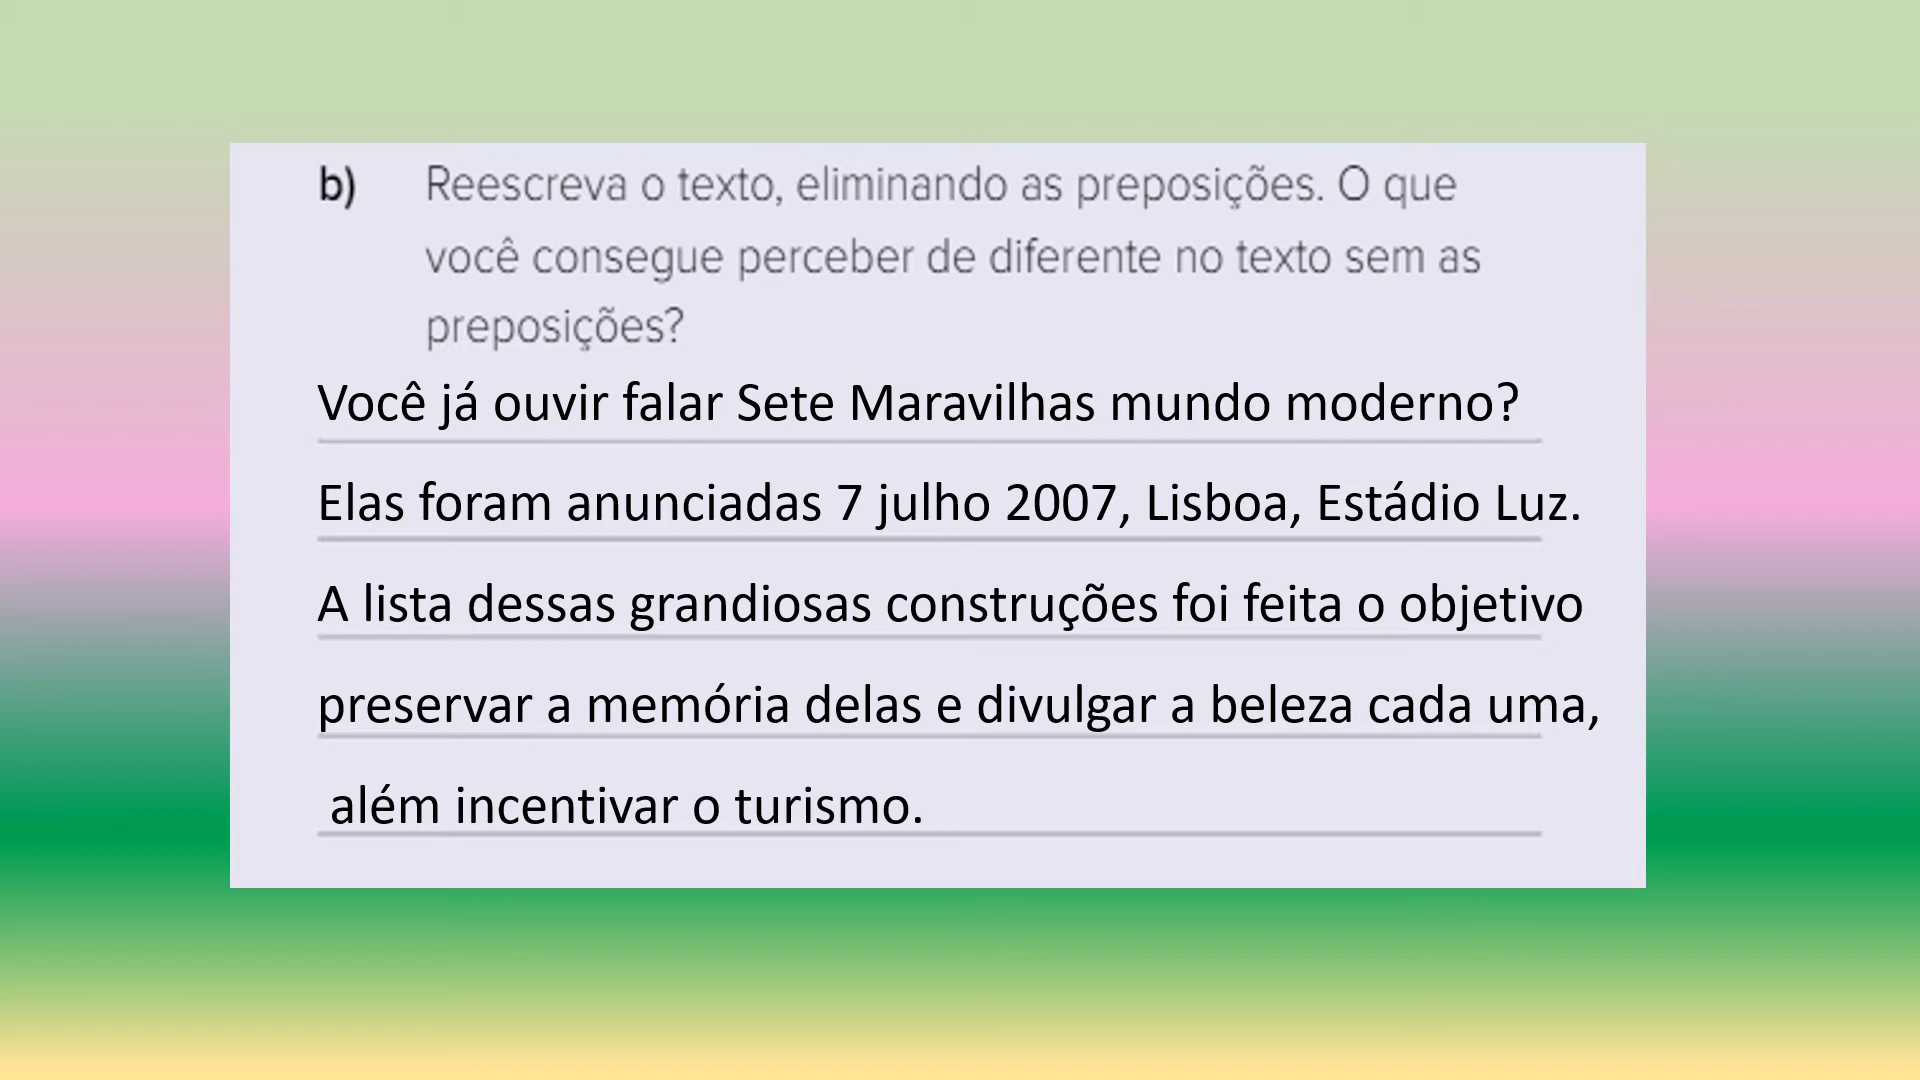 b) Reescreva o texto, eliminando as preposições. O que
você consegue perceber de diferente no texto sem as
preposições?
Você já ouvir falar Sete Maravilhas mundo moderno?
Elas foram anunciadas 7 julho 2007, Lisboa, Estádio Luz.
A lista dessas grandiosas construções foi feita o objetivo
preservar a memória delas e divulgar a beleza cada uma,
além incentivar o turismo.